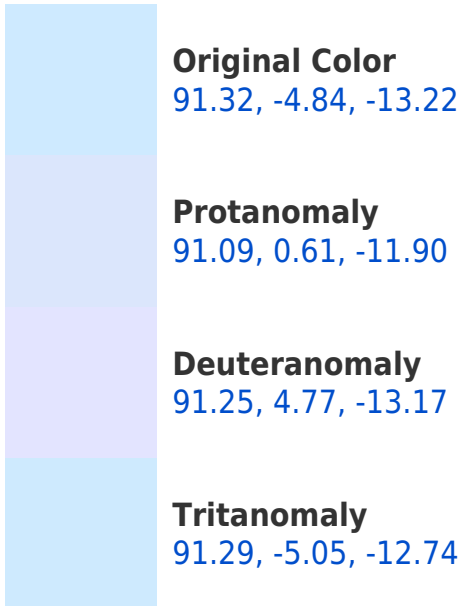 Original Color
91.32, -4.84, -13.22
Protanomaly
91.09, 0.61, -11.90
Deuteranomaly
91.25, 4.77, -13.17
Tritanomaly
91.29, -5.05, -12.74